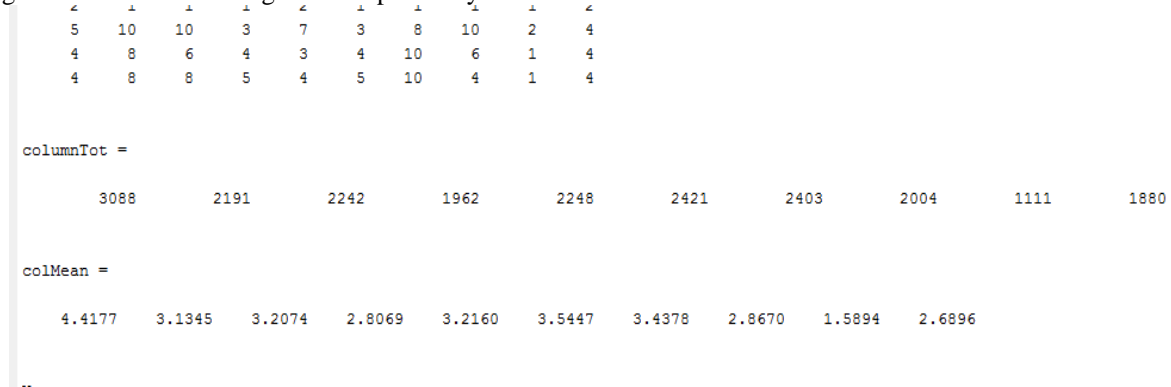 5 10 10 3 7 3 8 10 2 4
4 8 6 4 3 4 10 6 1 4
4 8 8 5 4 5 10 4 1 4
columnTot =
3088 2191 2242 1962 2248 2421 2403 2004 1111 1880
colMean =
4.4177 3.1345 3.2074 2.8069 3.2160 3.5447 3.4378 2.8670 1.5894 2.6896